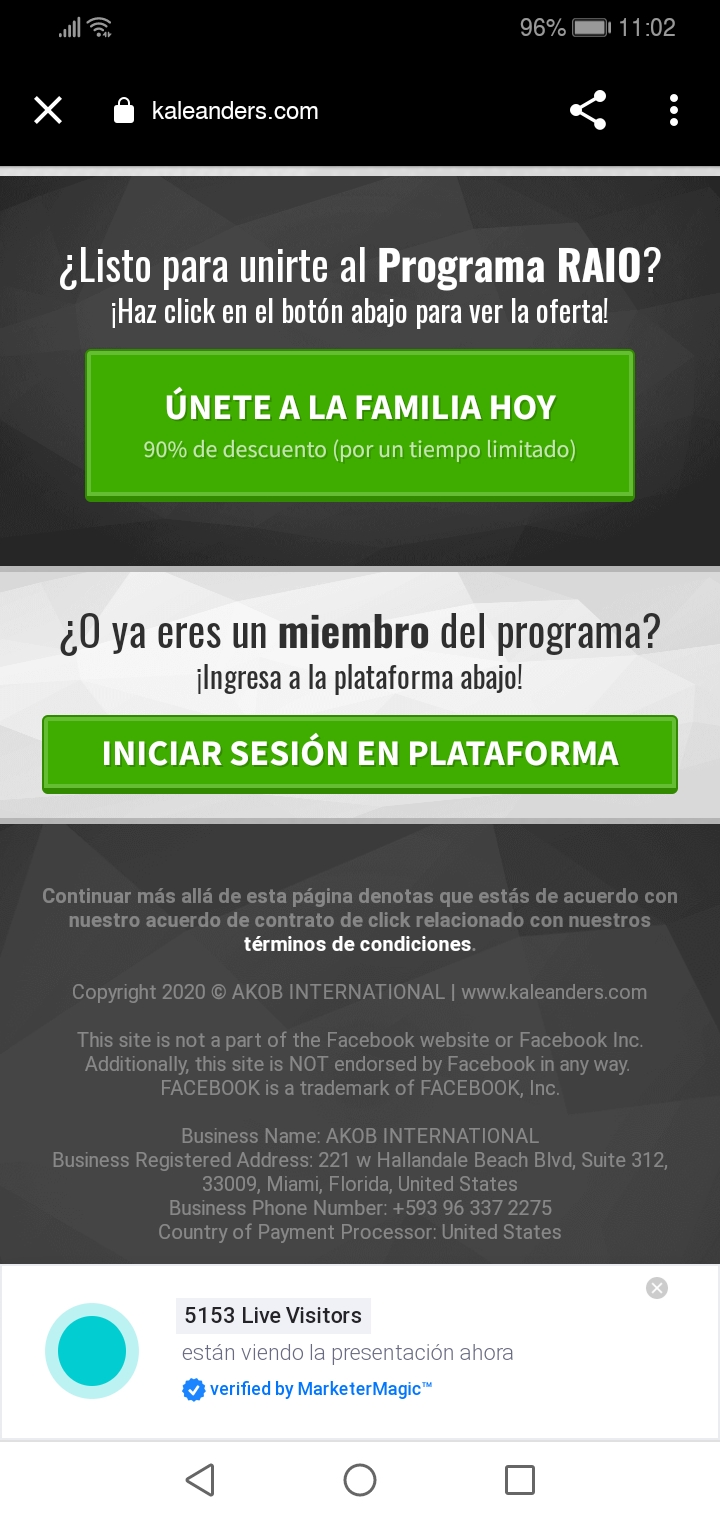 96% 11:02
kaleanders.com
¿Listo para unirte al Programa RAIO?
¡Haz click en el botón abajo para ver la oferta!
ÚNETE A LA FAMILIA HOY
90% de descuento (por un tiempo limitado)
¿O ya eres un miembro del programa?
¡Ingresa a la plataforma abajo!
INICIAR SESIÓN EN PLATAFORMA
Continuar más allá de esta página denotas que estás de acuerdo con
nuestro acuerdo de contrato de click relacionado con nuestros
términos de condiciones.
Copyright 2020 © AKOB INTERNATIONAL | www.kaleanders.com
This site is not a part of the Facebook website or Facebook Inc.
Additionally, this site is NOT endorsed by Facebook in any way.
FACEBOOK is a trademark of FACEBOOK, Inc.
Business Name: AKOB INTERNATIONAL
Business Registered Address: 221 w Hallandale Beach Blvd, Suite 312,
33009, Miami, Florida, United States
Business Phone Number: +593 96 337 2275
Country of Payment Processor: United States
5153 Live Visitors
están viendo la presentación ahora
verified by MarketerMagic™